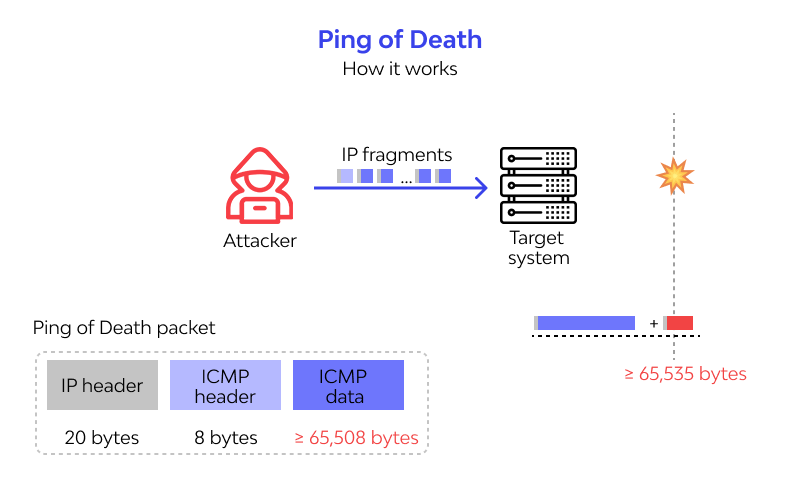 Ping of Death
How it works
IP fragments
...
Attacker
Target
system
+
≥ 65,535 bytes
Ping of Death packet
IP header
ICMP
header
ICMP
data
20 bytes
8 bytes
≥ 65,508 bytes